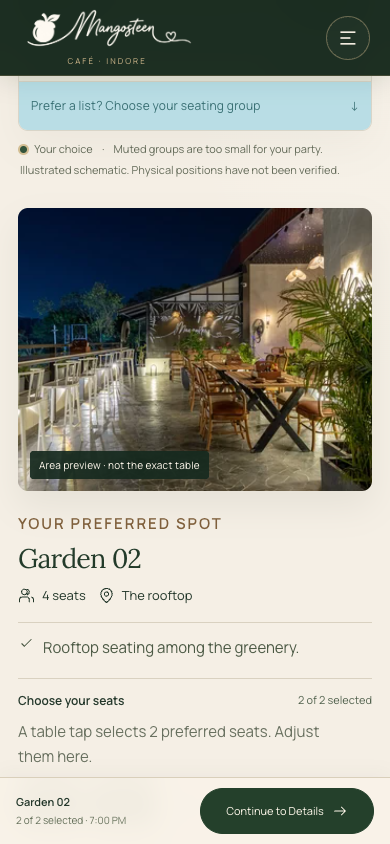 Mangosteen
CAFÉ · INDORE
Prefer a list? Choose your seating group ↓
Your choice · Muted groups are too small for your party.
Illustrated schematic. Physical positions have not been verified.
Area preview · not the exact table
YOUR PREFERRED SPOT
Garden 02
4 seats The rooftop
Rooftop seating among the greenery.
Choose your seats 2 of 2 selected
A table tap selects 2 preferred seats. Adjust
them here.
Garden 02
2 of 2 selected · 7:00 PM
Continue to Details →